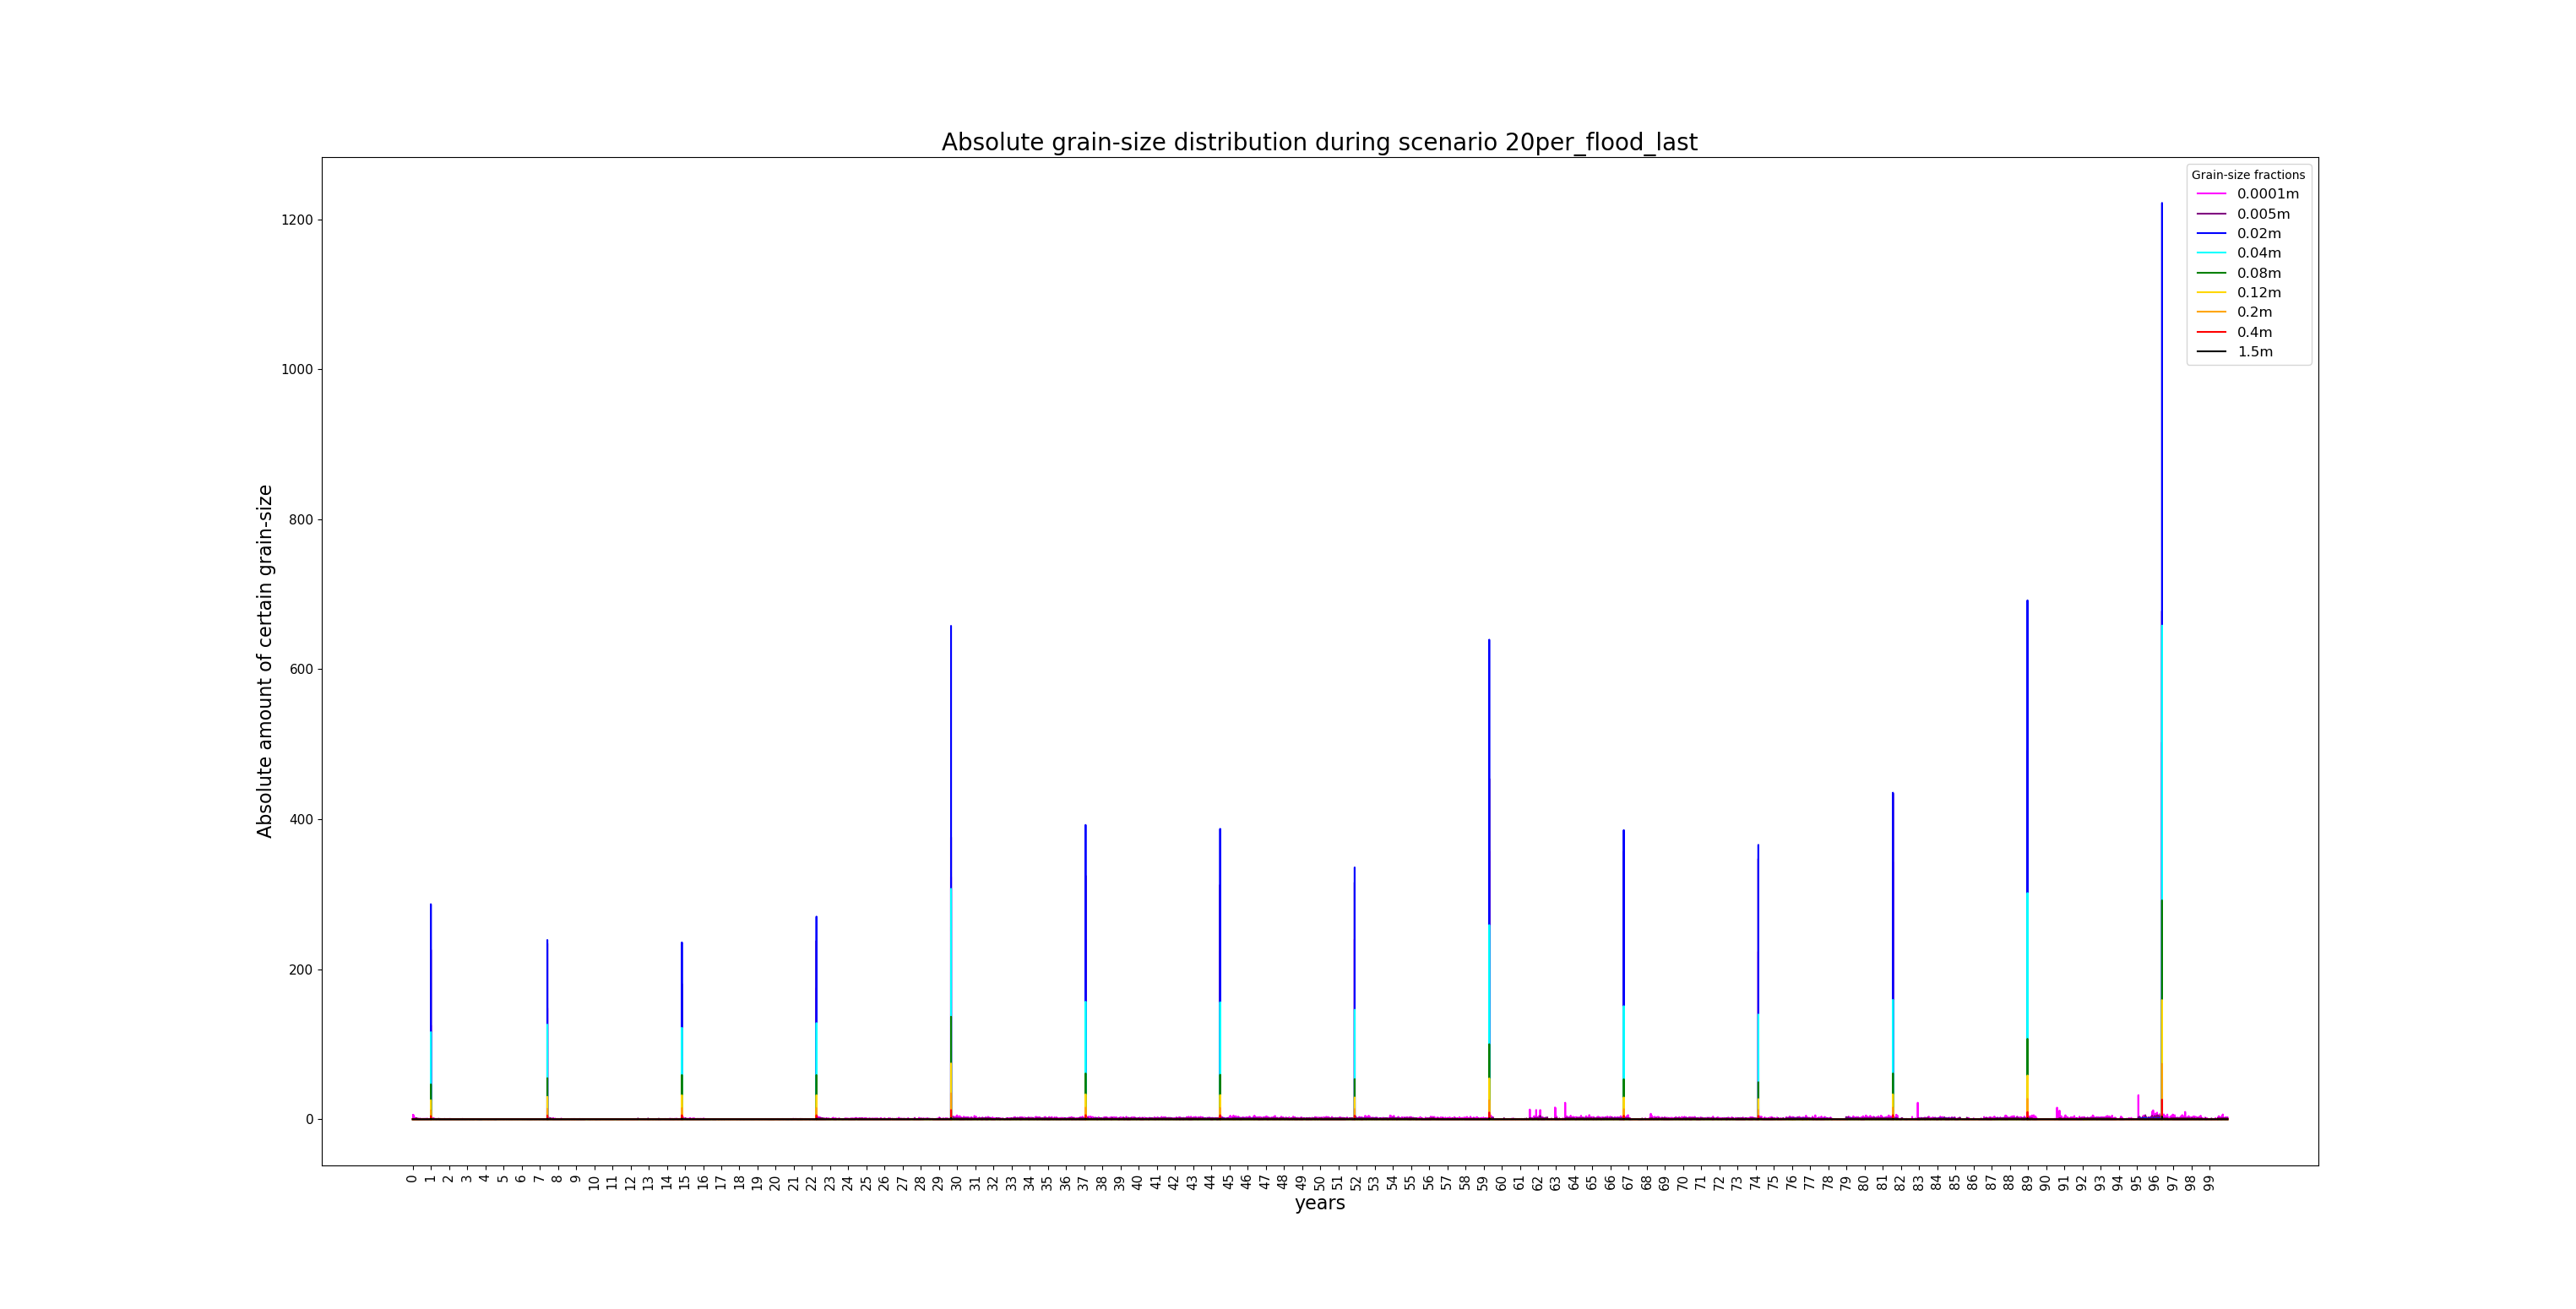 Absolute grain-size distribution during scenario 20per_flood_last
Grain-size fractions
0.0001m
0.005m
0.02m
0.04m
0.08m
0.12m
0.2m
0.4m
1.5m
Absolute amount of certain grain-size
1200
1000
800
600
400
200
0
0 1 2 3 4 5 6 7 8 9 10 11 12 13 14 15 16 17 18 19 20 21 22 23 24 25 26 27 28 29 30 31 32 33 34 35 36 37 38 39 40 41 42 43 44 45 46 47 48 49 50 51 52 53 54 55 56 57 58 59 60 61 62 63 64 65 66 67 68 69 70 71 72 73 74 75 76 77 78 79 80 81 82 83 84 85 86 87 88 89 90 91 92 93 94 95 96 97 98 99
years